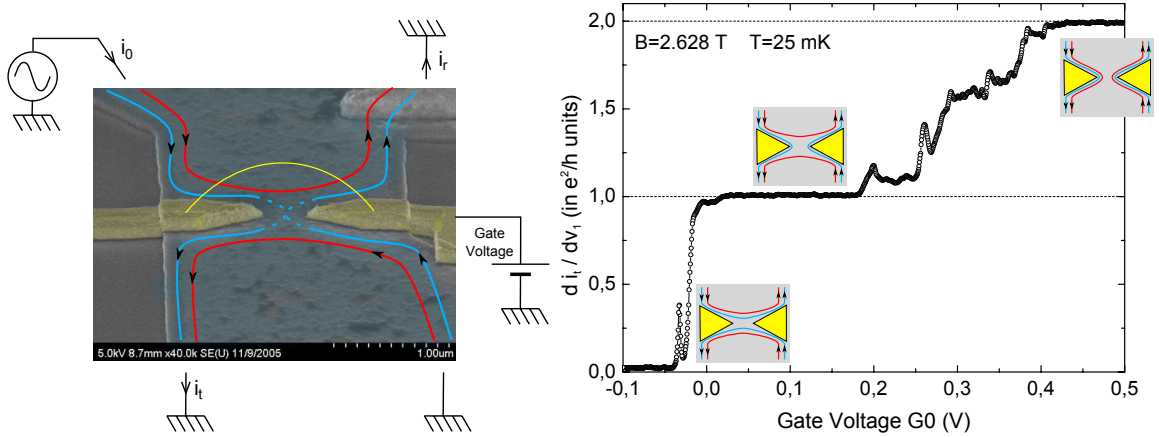 i₀
iᵣ
Gate
Voltage
5.0kV 8.7mm x40.0k SE(U) 11/9/2005
1.00um
iₜ
B=2.628 T T=25 mK
d iₜ / dv₁ (in e²/h units)
2,0
1,5
1,0
0,5
0,0
-0,1
0,0
0,1
0,2
0,3
0,4
0,5
Gate Voltage G0 (V)